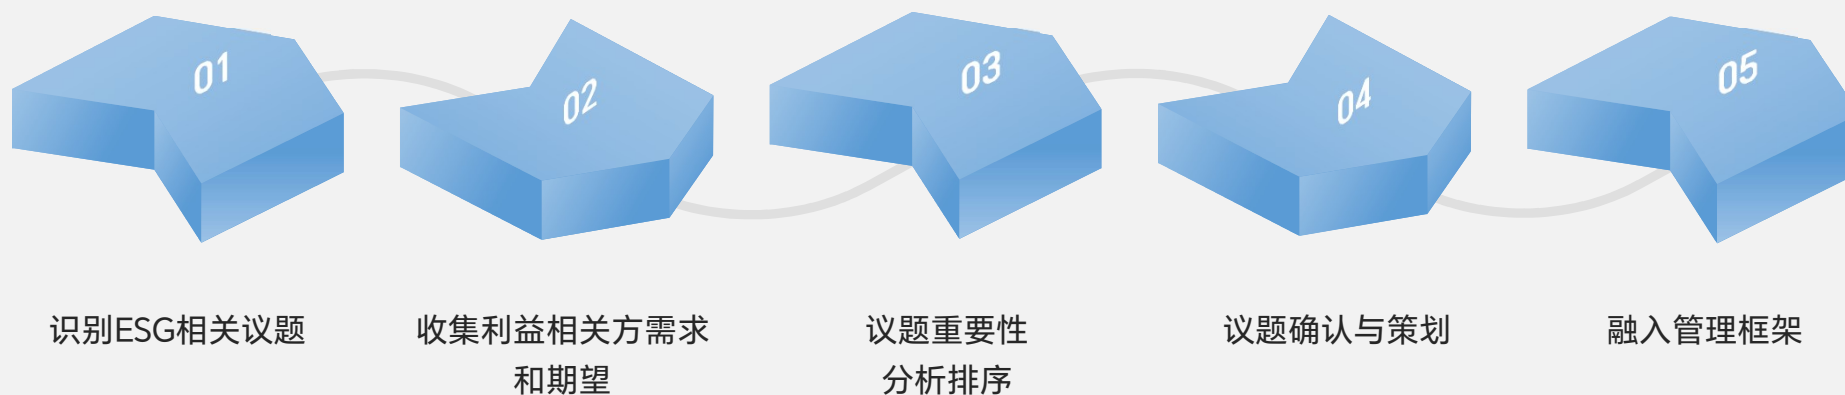 01
02
03
04
05
识别ESG相关议题
收集利益相关方需求
和期望
议题重要性
分析排序
议题确认与策划
融入管理框架